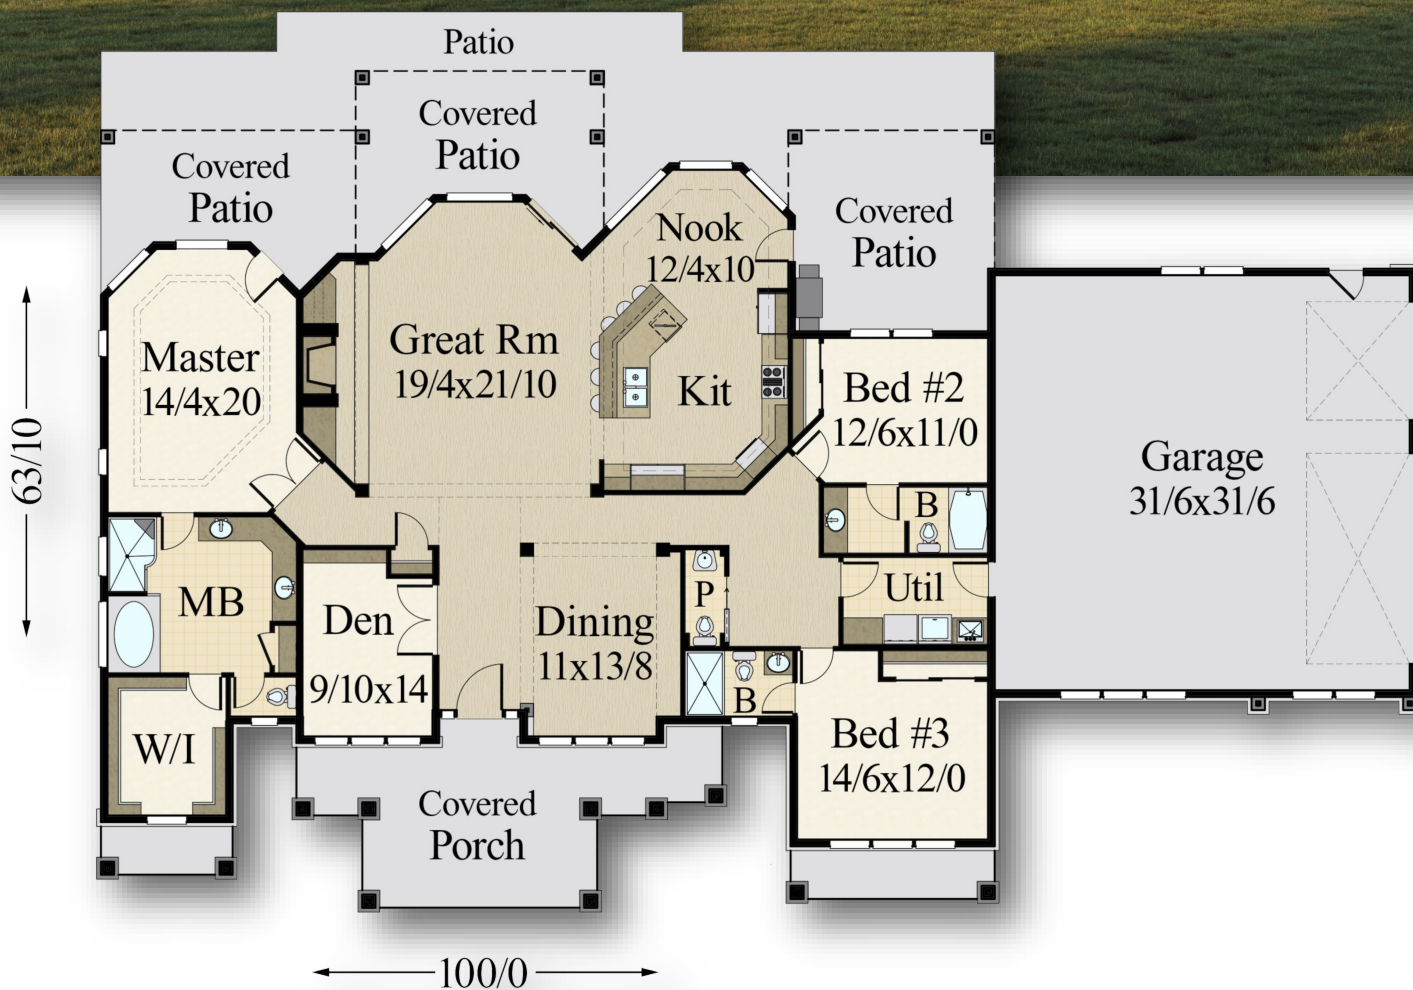 Patio
Covered
Patio
Covered
Patio
Covered
Patio
Nook
12/4x10
Great Rm
19/4x21/10
Master
14/4x20
Kit
Bed #2
12/6x11/0
Garage
31/6x31/6
63/10
B
MB
Den
9/10x14
Dining
11x13/8
P
Util
B
W/I
Bed #3
14/6x12/0
Covered
Porch
100/0